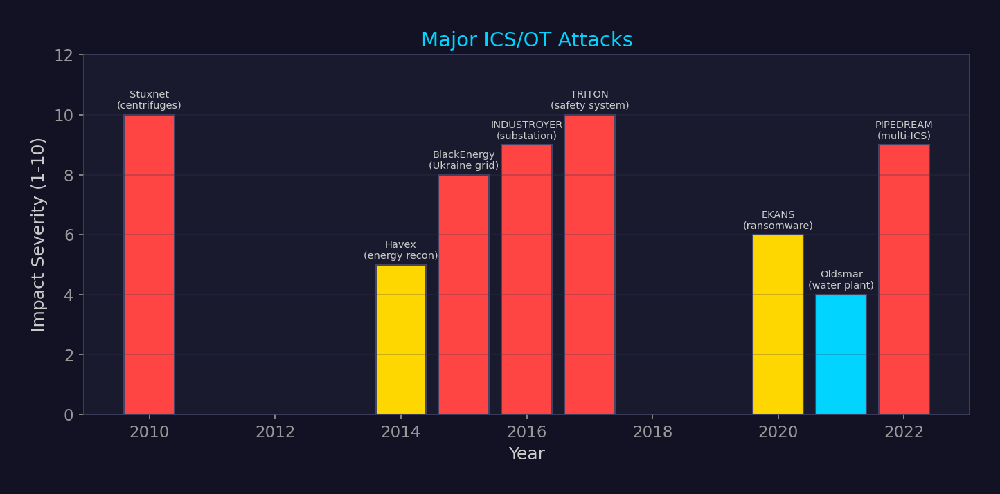 Major ICS/OT Attacks
Impact Severity (1-10)
12
10
8
6
4
2
0
Stuxnet
(centrifuges)
Havex
(energy recon)
BlackEnergy
(Ukraine grid)
INDUSTROYER
(substation)
TRITON
(safety system)
EKANS
(ransomware)
Oldsmar
(water plant)
PIPEDREAM
(multi-ICS)
2010
2012
2014
2016
2018
2020
2022
Year